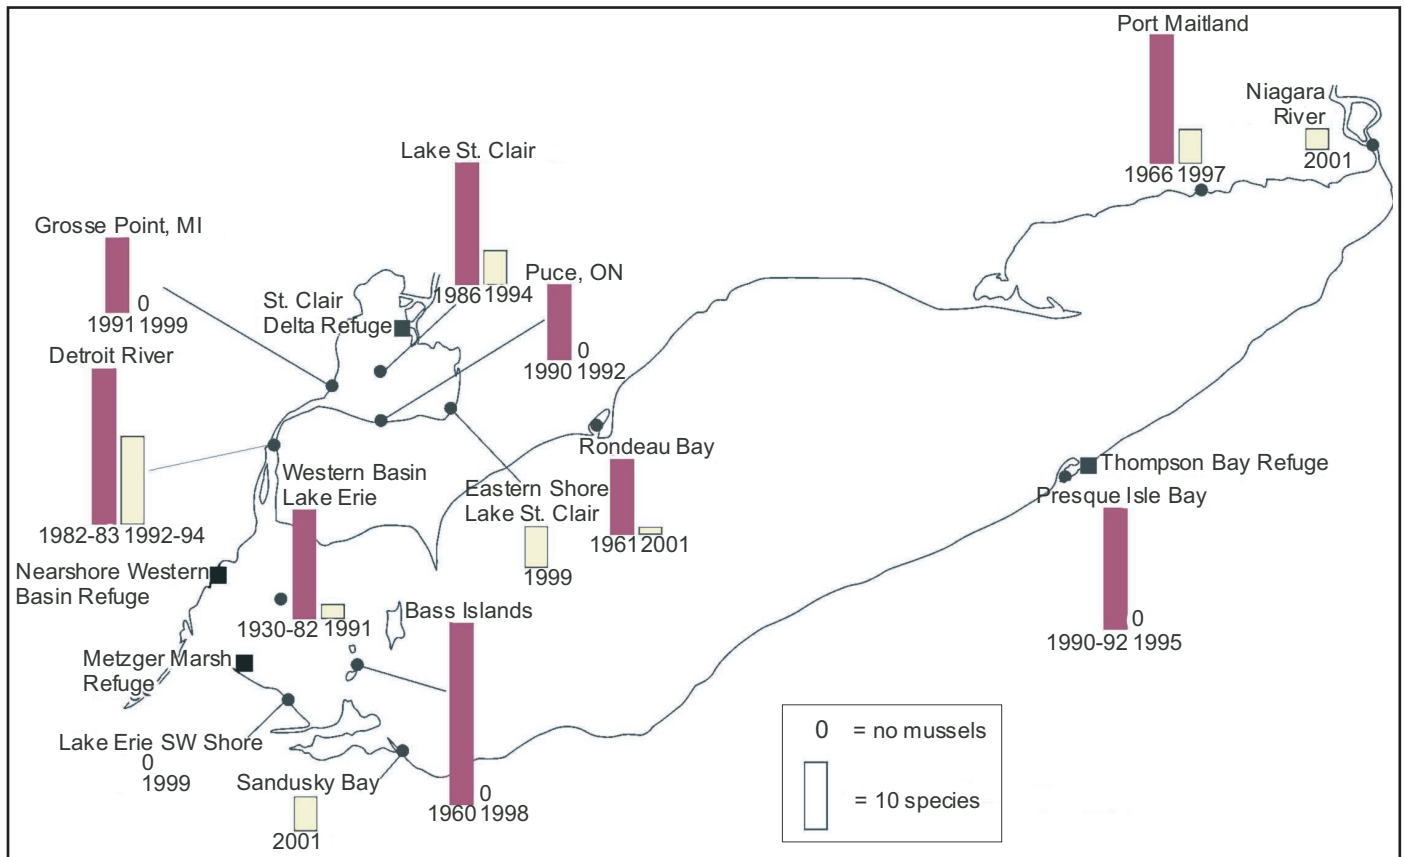 Port Maitland
1966 1997
Niagara
River
2001
Lake St. Clair
1986 1994
Grosse Point, MI
0
1991 1999
St. Clair
Delta Refuge
Puce, ON
0
1990 1992
Detroit River
1982-83 1992-94
Western Basin
Lake Erie
1930-82 1991
Eastern Shore
Lake St. Clair
1999
Rondeau Bay
1961 2001
Thompson Bay Refuge
Presque Isle Bay
0
1990-92 1995
Nearshore Western
Basin Refuge
Bass Islands
0
1960 1998
Metzger Marsh
Refuge
Lake Erie SW Shore
0
1999
Sandusky Bay
2001
0 = no mussels
= 10 species